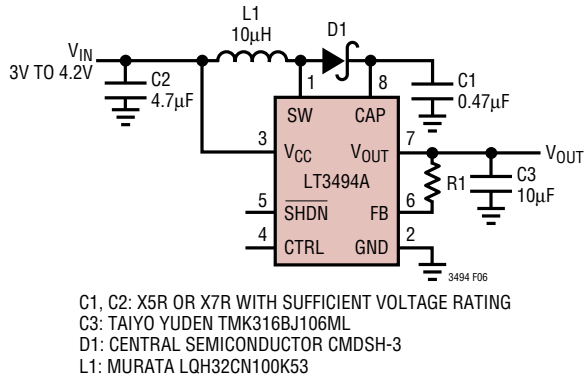 L1
10µH
D1
VIN
3V TO 4.2V
C2
4.7µF
1
8
C1
0.47µF
SW
CAP
3
VCC
VOUT
7
VOUT
LT3494A
R1
C3
10µF
5
SHDN
FB
6
4
CTRL
GND
2
3494 F06
C1, C2: X5R OR X7R WITH SUFFICIENT VOLTAGE RATING
C3: TAIYO YUDEN TMK316BJ106ML
D1: CENTRAL SEMICONDUCTOR CMDSH-3
L1: MURATA LQH32CN100K53